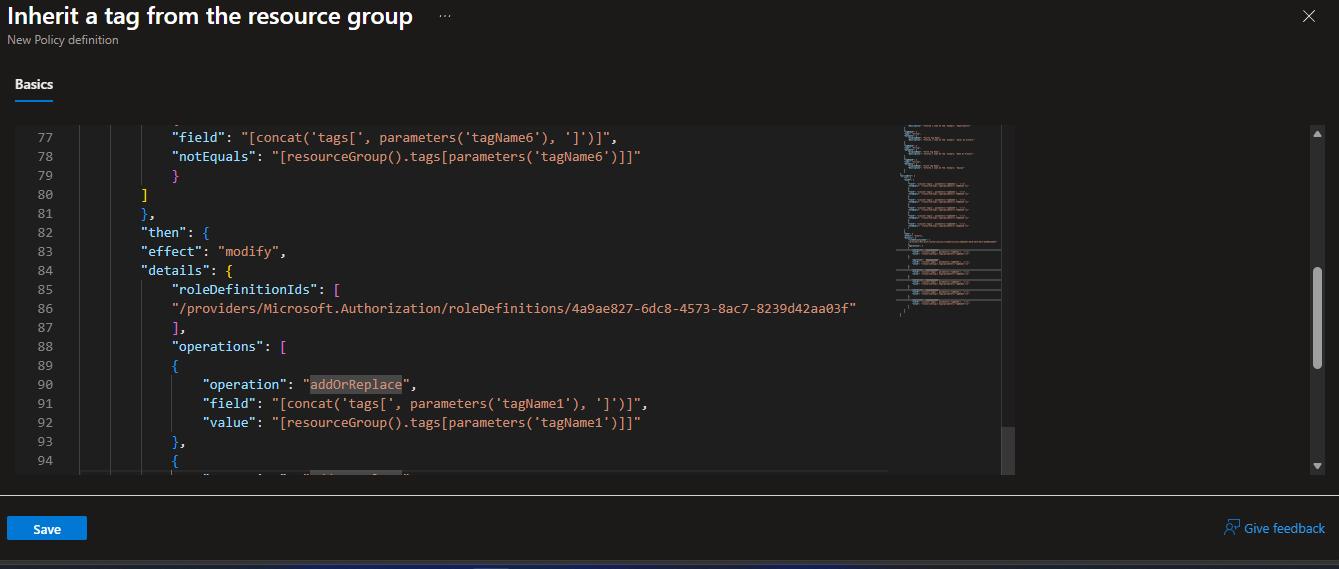 Inherit a tag from the resource group ...
New Policy definition
Basics
77 "field": "[concat('tags[', parameters('tagName6'), ']')]",
78 "notEquals": "[resourceGroup().tags[parameters('tagName6')]]"
79 }
80 ]
81 },
82 "then": {
83 "effect": "modify",
84 "details": {
85 "roleDefinitionIds": [
86 "/providers/Microsoft.Authorization/roleDefinitions/4a9ae827-6dc8-4573-8ac7-8239d42aa03f"
87 ],
88 "operations": [
89 {
90 "operation": "addOrReplace",
91 "field": "[concat('tags[', parameters('tagName1'), ']')]",
92 "value": "[resourceGroup().tags[parameters('tagName1')]]"
93 },
94 {
Save
Give feedback